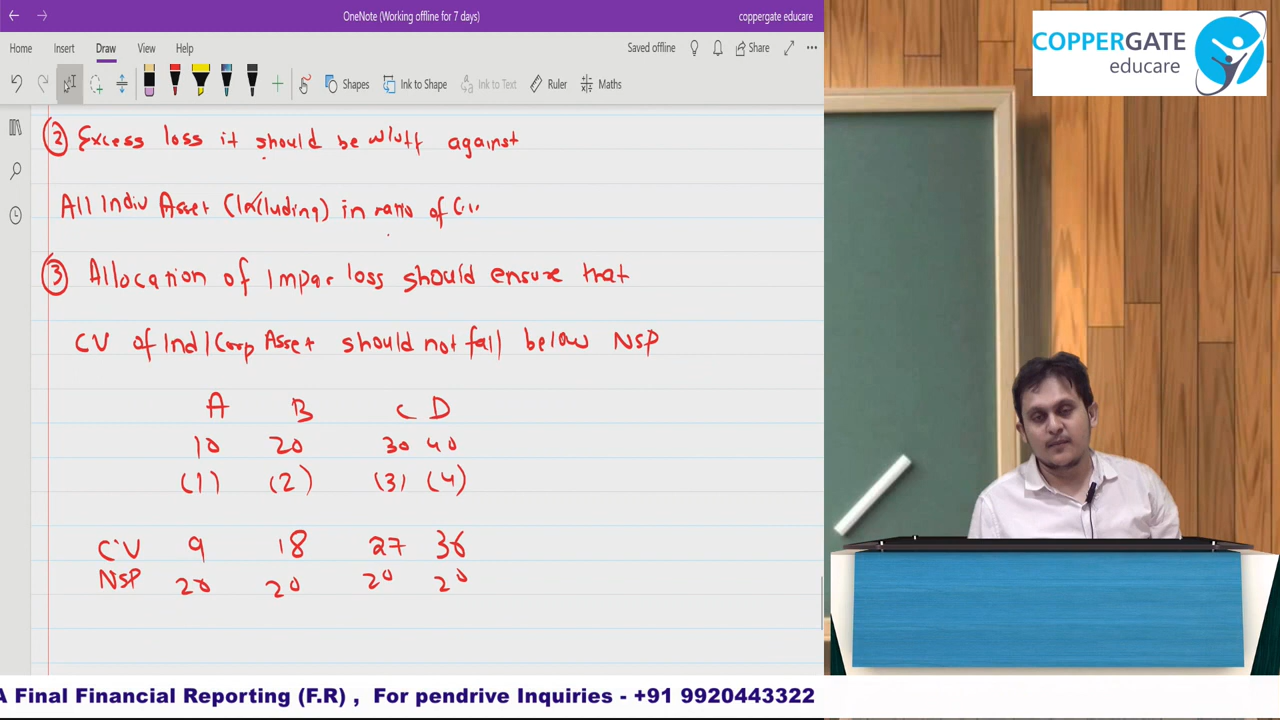 OneNote (Working offline for 7 days)
coppergate educare
Home Insert Draw View Help
Saved offline Share
Shapes Ink to Shape Ink to Text Ruler Maths
COPPERGATE
educare
② Excess loss it should be w/off against
All Indiv Asset (Including) in ratio of C.V.
③ Allocation of Impair loss should ensure that
CV of Ind/Corp Asset should not fall below NSP
A B C D
10 20 30 40
(1) (2) (3) (4)
C.V 9 18 27 36
NSP 20 20 20 20
A Final Financial Reporting (F.R) , For pendrive Inquiries - +91 9920443322